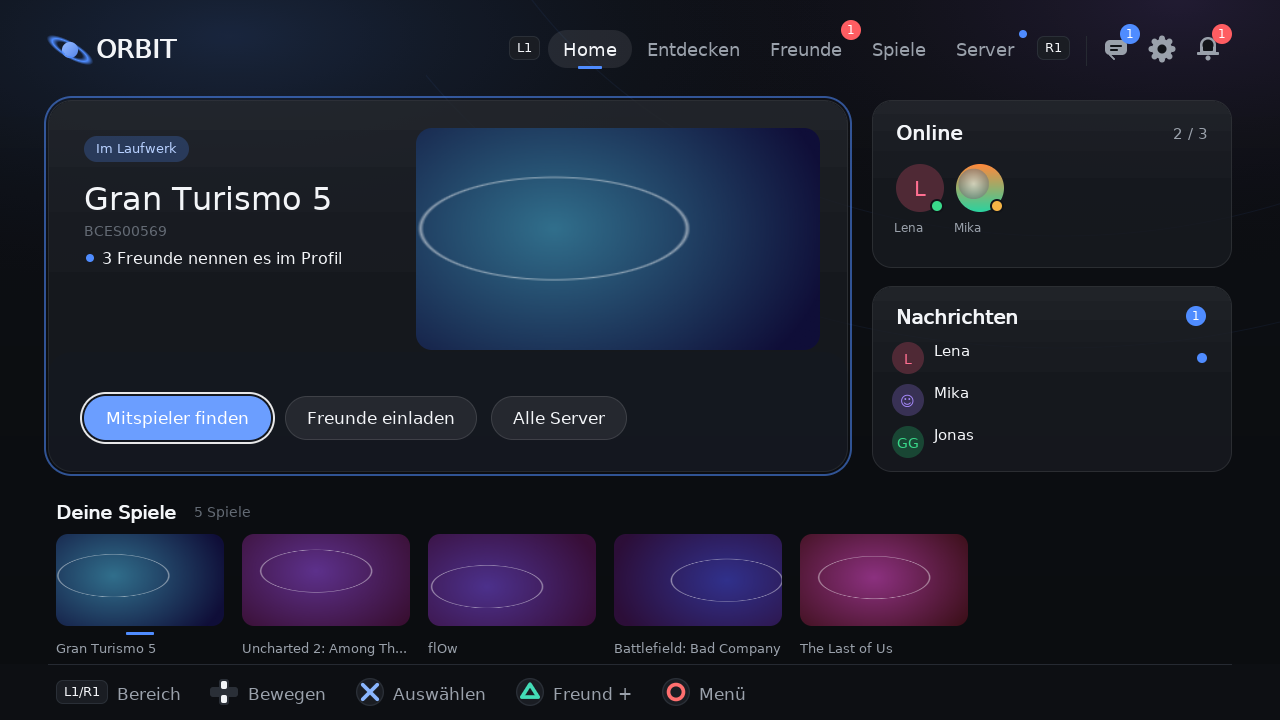 ORBIT
L1 Home Entdecken Freunde 1 Spiele Server R1 1 1
Im Laufwerk
Gran Turismo 5
BCES00569
3 Freunde nennen es im Profil
Mitspieler finden Freunde einladen Alle Server
Online 2 / 3
L
Lena Mika
Nachrichten 1
L Lena
Mika
GG Jonas
Deine Spiele 5 Spiele
Gran Turismo 5 Uncharted 2: Among Th... flOw Battlefield: Bad Company The Last of Us
L1/R1 Bereich Bewegen Auswählen Freund + Menü